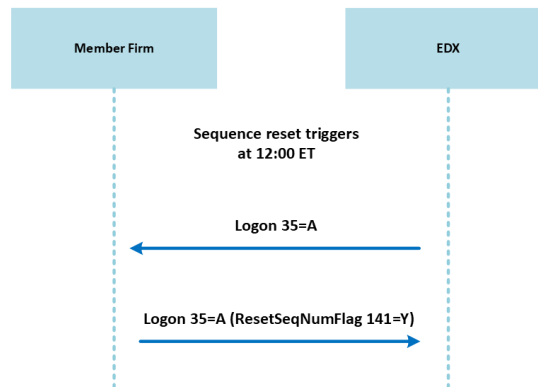 Member Firm
EDX
Sequence reset triggers
at 12:00 ET
Logon 35=A
Logon 35=A (ResetSeqNumFlag 141=Y)